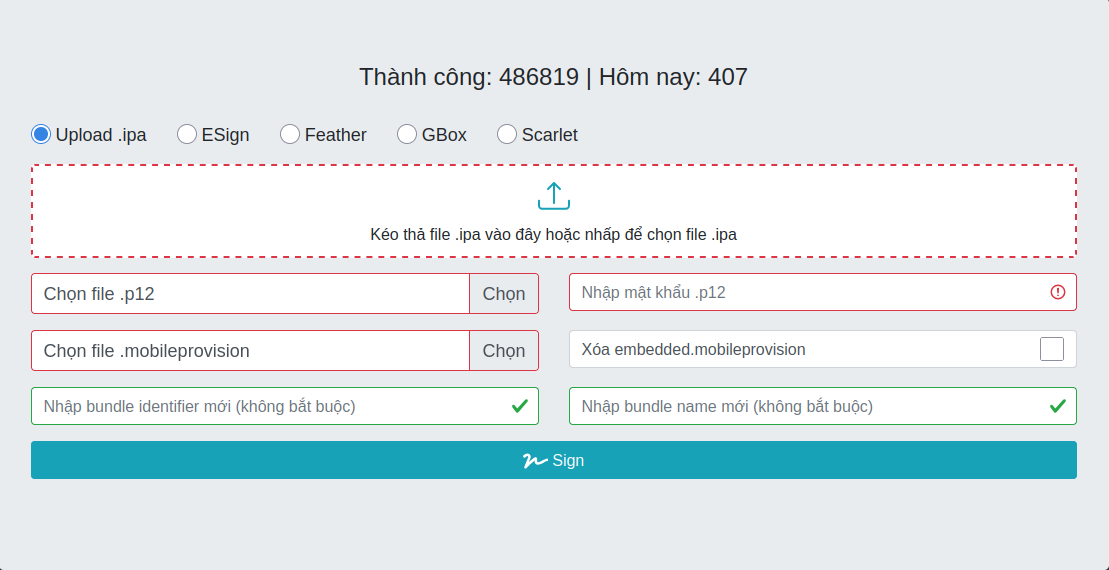 Thành công: 486819 | Hôm nay: 407
Upload .ipa ESign Feather GBox Scarlet
Kéo thả file .ipa vào đây hoặc nhấp để chọn file .ipa
Chọn file .p12 Chọn Nhập mật khẩu .p12
Chọn file .mobileprovision Chọn Xóa embedded.mobileprovision
Nhập bundle identifier mới (không bắt buộc) Nhập bundle name mới (không bắt buộc)
Sign